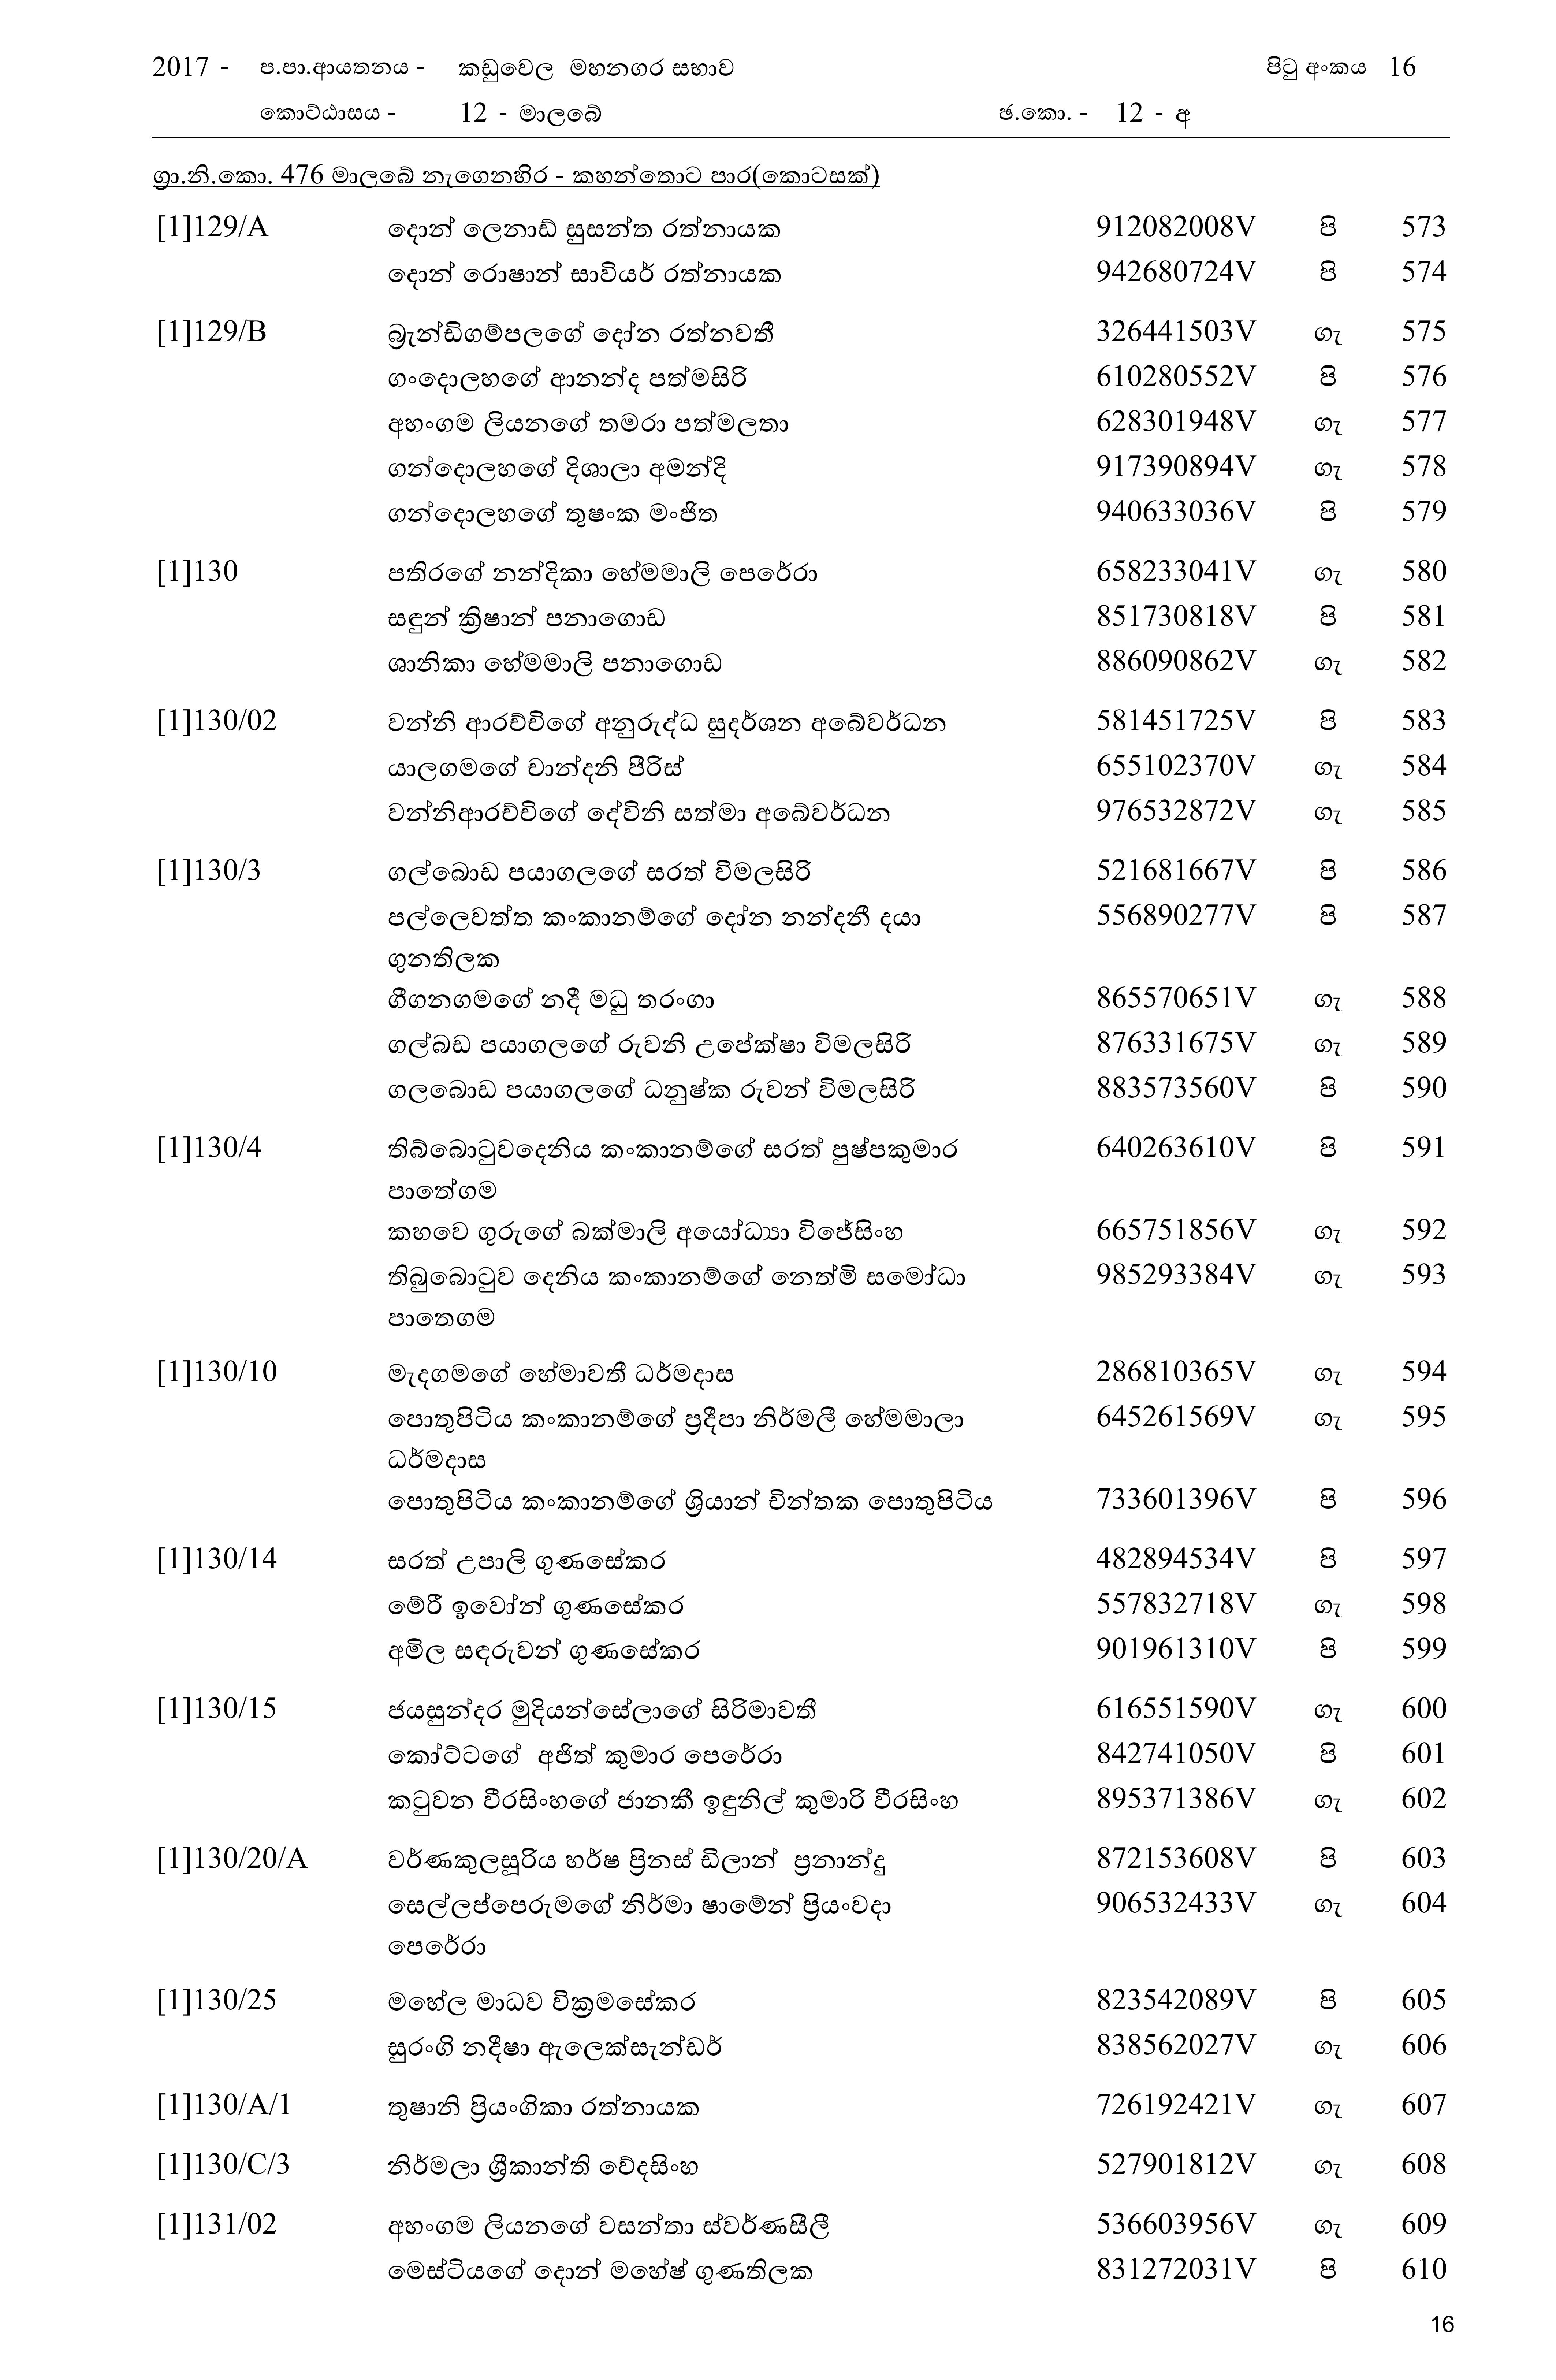 2017 - ප.පා.ආයතනය - කඩුවෙල මහනගර සභාව පිටු අංකය 16
කොට්ඨාසය - 12 - මාලබේ ඡ.කො. - 12 - අ
ග්‍රා.නි.කො. 476 මාලබේ නැගෙනහිර - කහන්තොට පාර(කොටසක්)
[1]129/A දොන් ලෙනාඩ් සුසන්ත රත්නායක 912082008V පි 573
දොන් රොෂාන් සාවියර් රත්නායක 942680724V පි 574
[1]129/B බ්‍රැන්ඩිගම්පලගේ දෝන රත්නවතී 326441503V ගැ 575
ගංදොලහගේ ආනන්ද පත්මසිරි 610280552V පි 576
අහංගම ලියනගේ තමරා පත්මලතා 628301948V ගැ 577
ගන්දොලහගේ දිශාලා අමන්දි 917390894V ගැ 578
ගන්දොලහගේ තුෂංක මංජිත 940633036V පි 579
[1]130 පතිරගේ නන්දිකා හේමමාලි පෙරේරා 658233041V ගැ 580
සඳුන් ක්‍රිෂාන් පනාගොඩ 851730818V පි 581
ශානිකා හේමමාලි පනාගොඩ 886090862V ගැ 582
[1]130/02 වන්නි ආරච්චිගේ අනුරුද්ධ සුදර්ශන අබේවර්ධන 581451725V පි 583
යාලගමගේ චාන්දනි පීරිස් 655102370V ගැ 584
වන්නිආරච්චිගේ දේවිනි සත්මා අබේවර්ධන 976532872V ගැ 585
[1]130/3 ගල්බොඩ පයාගලගේ සරත් විමලසිරි 521681667V පි 586
පල්ලෙවත්ත කංකානම්ගේ දෝන නන්දනී දයා 556890277V පි 587
ගුනතිලක
ගීගනගමගේ නදී මධු තරංගා 865570651V ගැ 588
ගල්බඩ පයාගලගේ රුවනි උපේක්ෂා විමලසිරි 876331675V ගැ 589
ගලබොඩ පයාගලගේ ධනුෂ්ක රුවන් විමලසිරි 883573560V පි 590
[1]130/4 තිබ්බොටුවදෙනිය කංකානම්ගේ සරත් පුෂ්පකුමාර 640263610V පි 591
පාතේගම
කහවෙ ගුරුගේ බක්මාලි අයෝධ්‍යා විජේසිංහ 665751856V ගැ 592
තිබුබොටුව දෙනිය කංකානම්ගේ නෙත්මි සමෝධා 985293384V ගැ 593
පාතෙගම
[1]130/10 මැදගමගේ හේමාවතී ධර්මදාස 286810365V ගැ 594
පොතුපිටිය කංකානම්ගේ ප්‍රදීපා නිර්මලී හේමමාලා 645261569V ගැ 595
ධර්මදාස
පොතුපිටිය කංකානම්ගේ ශ්‍රියාන් චින්තක පොතුපිටිය 733601396V පි 596
[1]130/14 සරත් උපාලි ගුණසේකර 482894534V පි 597
මේරී ඉවෝන් ගුණසේකර 557832718V ගැ 598
අමිල සඳරුවන් ගුණසේකර 901961310V පි 599
[1]130/15 ජයසුන්දර මුදියන්සේලාගේ සිරිමාවතී 616551590V ගැ 600
කෝට්ටගේ අජිත් කුමාර පෙරේරා 842741050V පි 601
කටුවන වීරසිංහගේ ජානකී ඉඳුනිල් කුමාරි වීරසිංහ 895371386V ගැ 602
[1]130/20/A වර්ණකුලසූරිය හර්ෂ ප්‍රිනස් ඩිලාන් ප්‍රනාන්දු 872153608V පි 603
සෙල්ලප්පෙරුමගේ නිර්මා ෂාමේන් ප්‍රියංවදා 906532433V ගැ 604
පෙරේරා
[1]130/25 මහේල මාධව වික්‍රමසේකර 823542089V පි 605
සුරංගි නදීෂා ඇලෙක්සැන්ඩර් 838562027V ගැ 606
[1]130/A/1 තුෂානි ප්‍රියංගිකා රත්නායක 726192421V ගැ 607
[1]130/C/3 නිර්මලා ශ්‍රීකාන්ති වේදසිංහ 527901812V ගැ 608
[1]131/02 අහංගම ලියනගේ වසන්තා ස්වර්ණසීලී 536603956V ගැ 609
මෙස්ටියගේ දොන් මහේෂ් ගුණතිලක 831272031V පි 610
16